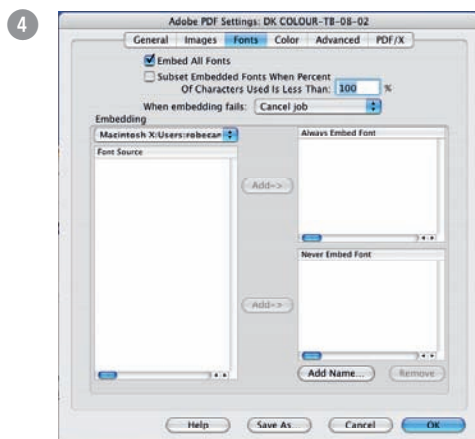 4
Adobe PDF Settings: DK COLOUR-TB-08-02
General Images Fonts Color Advanced PDF/X
Embed All Fonts
Subset Embedded Fonts When Percent
Of Characters Used Is Less Than: 100 %
When embedding fails: Cancel job
Embedding
Macintosh X:Users:robecar
Font Source
Always Embed Font
Add->
Never Embed Font
Add->
Add Name... Remove
Help Save As... Cancel OK